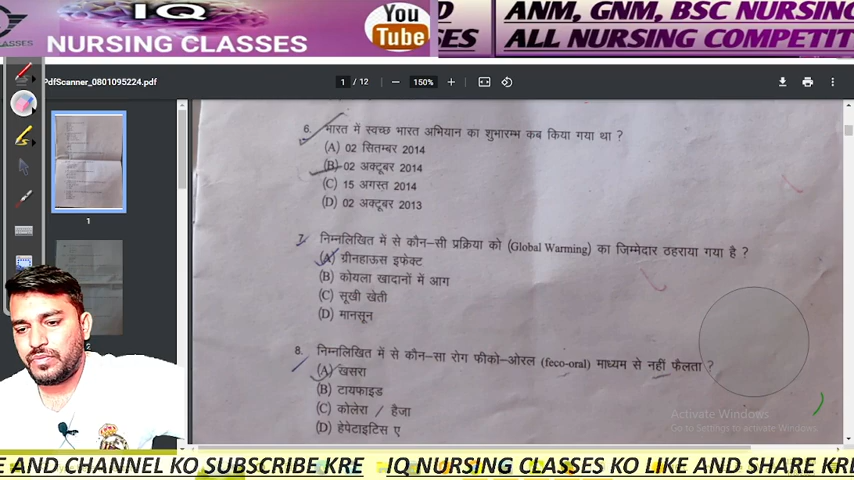 IQ
NURSING CLASSES
CLASSES
You
Tube
ES
ANM, GNM, BSC NURSING
ALL NURSING COMPETIT
PdfScanner_0801095224.pdf
1 / 12
150%
6. भारत में स्वच्छ भारत अभियान का शुभारम्भ कब किया गया था ?
(A) 02 सितम्बर 2014
(B) 02 अक्टूबर 2014
(C) 15 अगस्त 2014
(D) 02 अक्टूबर 2013
7. निम्नलिखित में से कौन-सी प्रक्रिया को (Global Warming) का जिम्मेदार ठहराया गया है ?
(A) ग्रीनहाऊस इफेक्ट
(B) कोयला खादानों में आग
(C) सूखी खेती
(D) मानसून
8. निम्नलिखित में से कौन-सा रोग फीको-ओरल (feco-oral) माध्यम से नहीं फैलता ?
(A) खसरा
(B) टायफाइड
(C) कोलेरा / हैजा
(D) हेपेटाइटिस ए
1
Activate Windows
Go to Settings to activate Windows.
E AND CHANNEL KO SUBSCRIBE KRE IQ NURSING CLASSES KO LIKE AND SHARE KRE